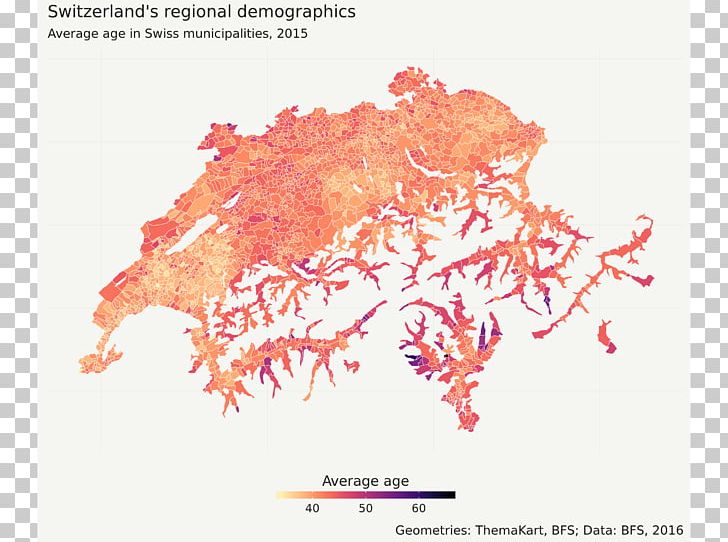 Switzerland's regional demographics
Average age in Swiss municipalities, 2015
Average age
40 50 60
Geometries: ThemaKart, BFS; Data: BFS, 2016